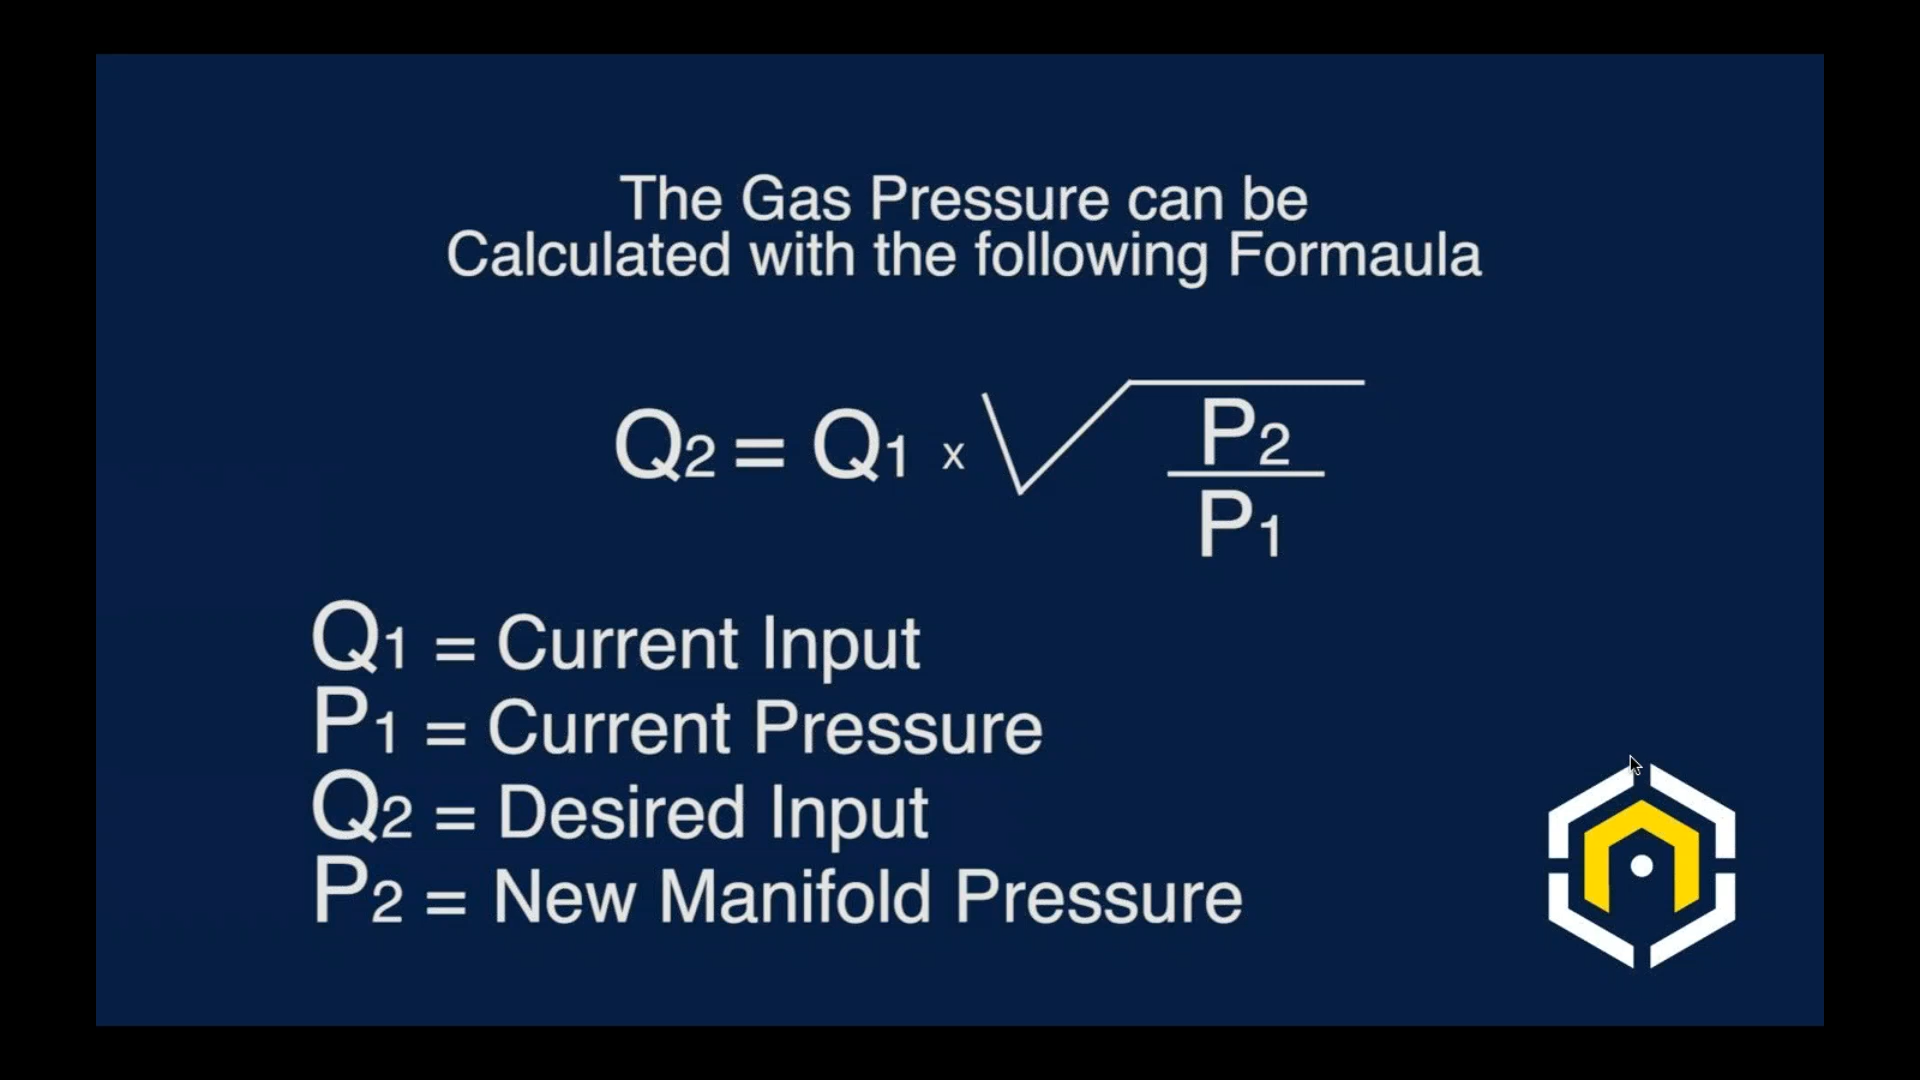 The Gas Pressure can be
Calculated with the following Formaula
Q2 = Q1 x √ P2
P1
Q1 = Current Input
P1 = Current Pressure
Q2 = Desired Input
P2 = New Manifold Pressure